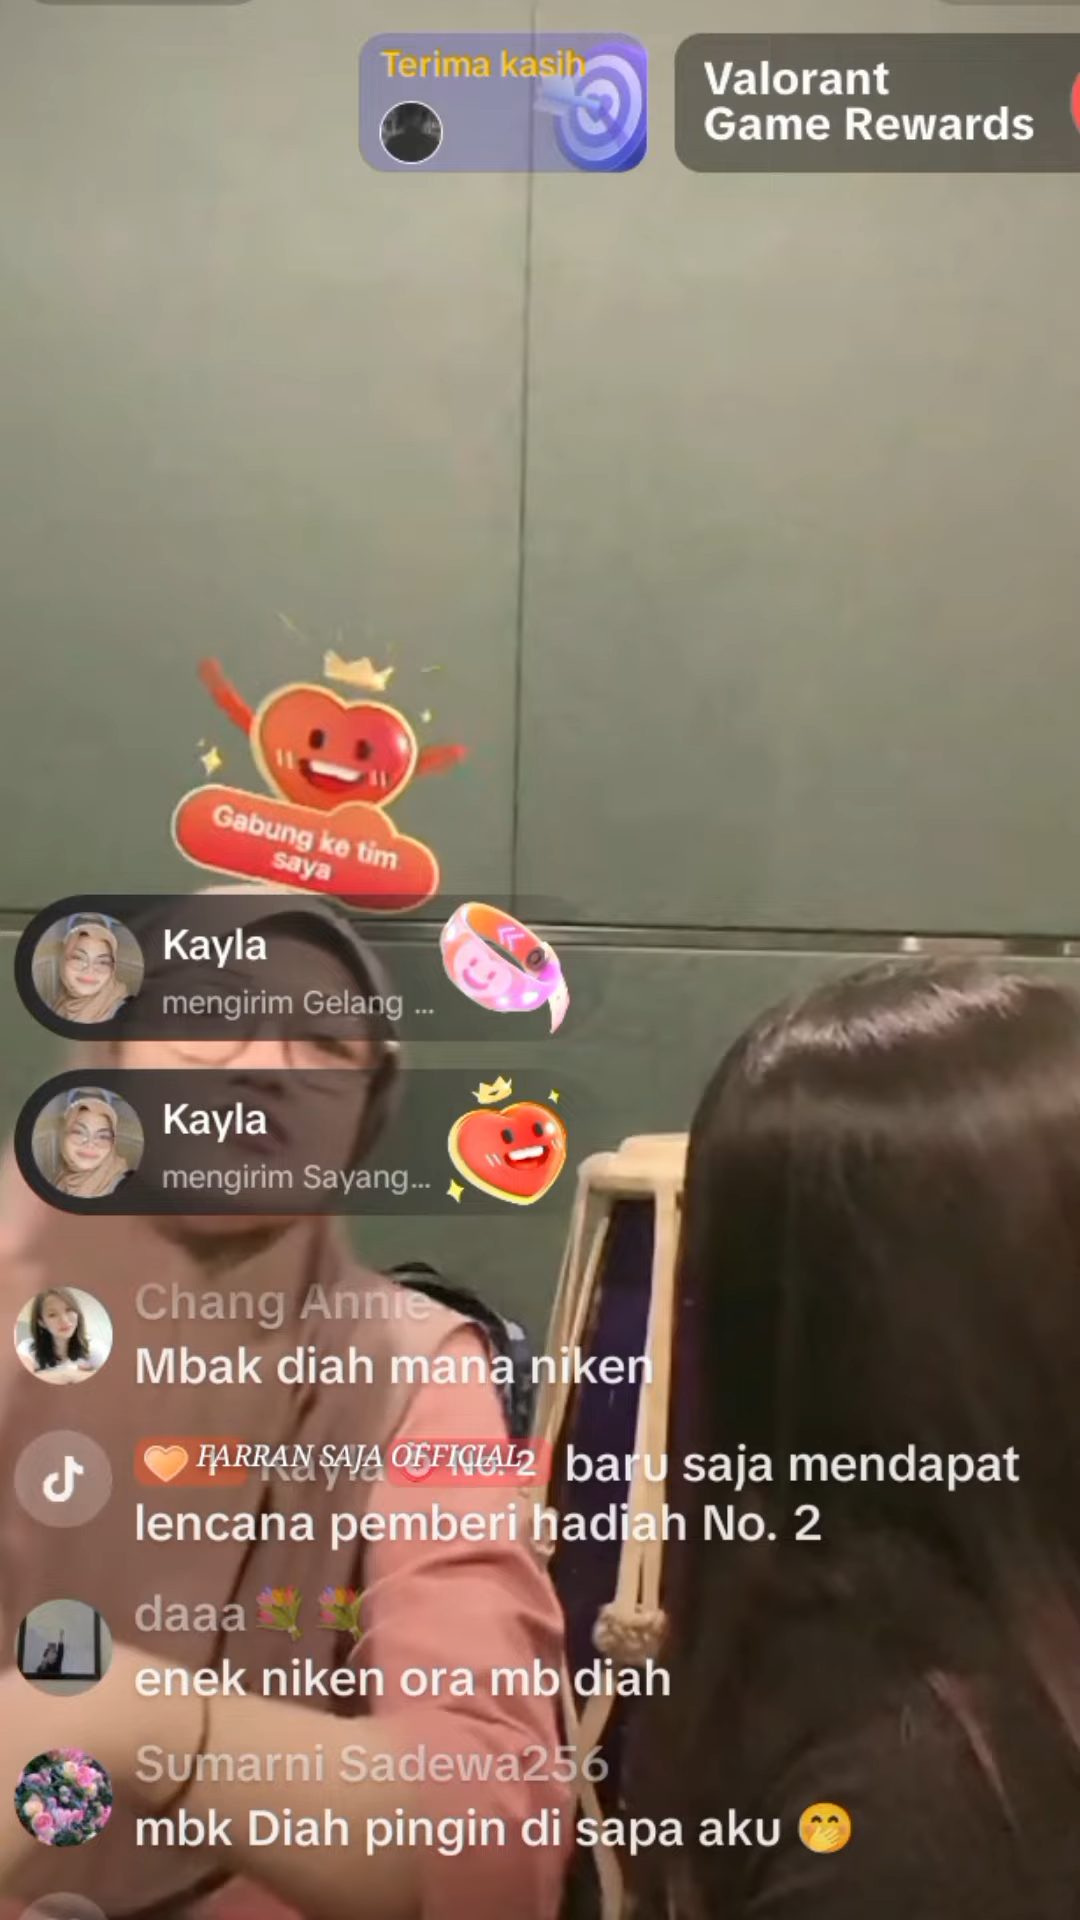 Terima kasih
Valorant
Game Rewards
Gabung ke tim
saya
Kayla
mengirim Gelang ...
Kayla
mengirim Sayang...
Chang Annie
Mbak diah mana niken
FARRAN SAJA OFFICIAL
Kayla No. 2 baru saja mendapat
lencana pemberi hadiah No. 2
daaa💐💐
enek niken ora mb diah
Sumarni Sadewa256
mbk Diah pingin di sapa aku 🤭